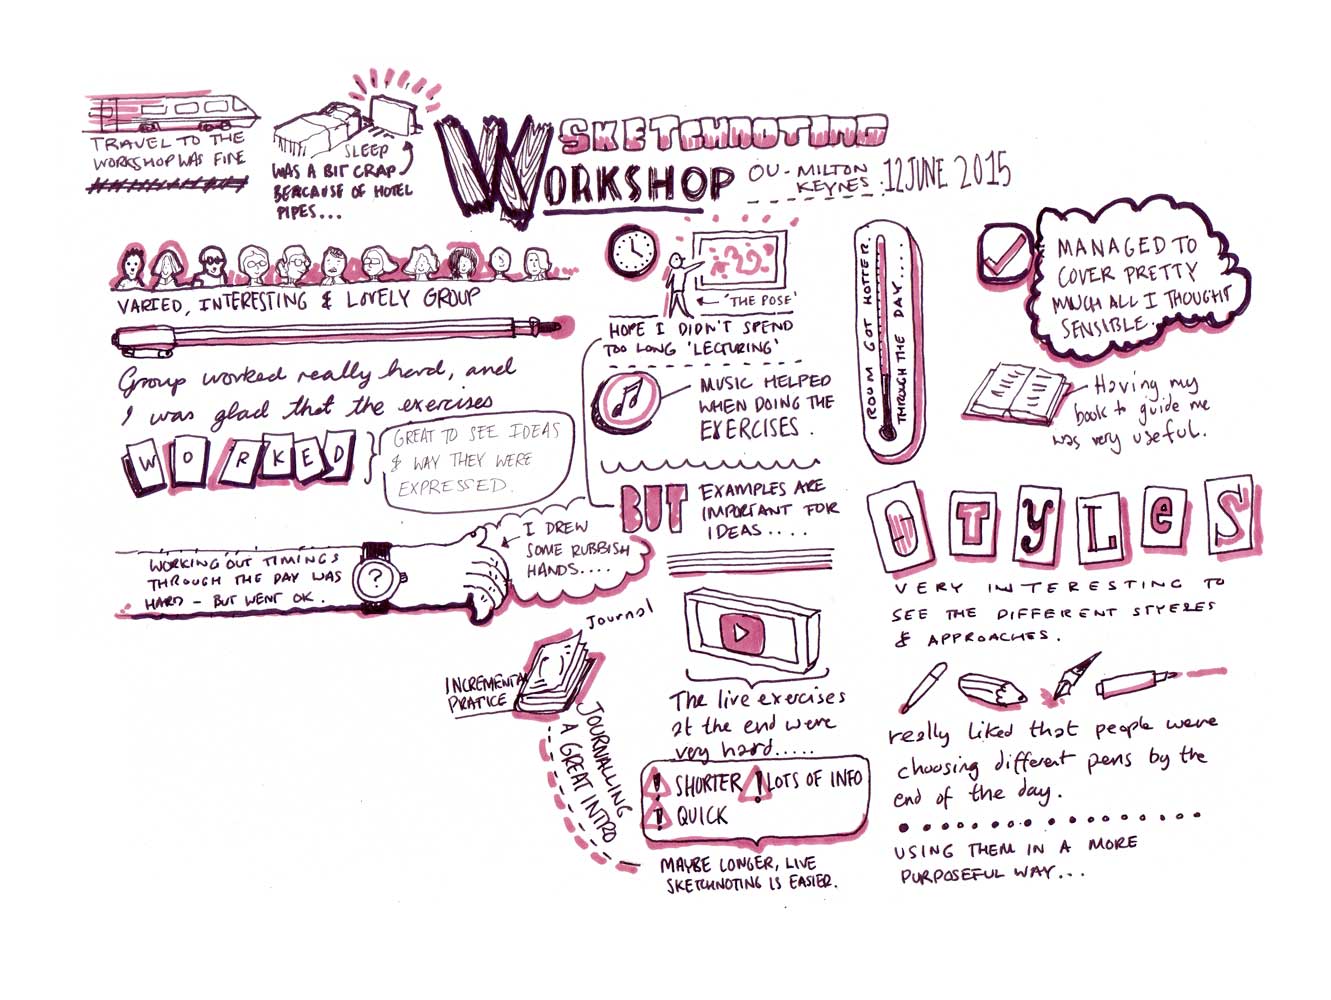 TRAVEL TO THE
WORKSHOP WAS FINE
SLEEP
WAS A BIT CRAP
BERCAUSE OF HOTEL
PIPES...
SKETCHNOTING
WORKSHOP
OU - MILTON
KEYNES
12 JUNE 2015
VARIED, INTERESTING & LOVELY GROUP
Group worked really hard, and
I was glad that the exercises
WORKED
GREAT TO SEE IDEAS
& WAY THEY WERE
EXPRESSED.
WORKING OUT TIMINGS
THROUGH THE DAY WAS
HARD - BUT WENT OK.
?
I DREW
SOME RUBBISH
HANDS....
'THE POSE'
HOPE I DIDN'T SPEND
TOO LONG 'LECTURING'
MUSIC HELPED
WHEN DOING THE
EXERCISES.
BUT
EXAMPLES ARE
IMPORTANT FOR
IDEAS....
Journal
INCREMENTAL
PRATICE
JOURNALLING
A GREAT INTRO
The live exercises
at the end were
very hard.....
! SHORTER ! LOTS OF INFO
! QUICK
MAYBE LONGER, LIVE
SKETCHNOTING IS EASIER.
ROOM GOT HOTTER
THROUGH THE DAY....
MANAGED TO
COVER PRETTY
MUCH ALL I THOUGHT
SENSIBLE.
Having my
book to guide me
was very useful.
STYLES
VERY INTERESTING TO
SEE THE DIFFERENT STYELES
& APPROACHES.
really liked that people were
choosing different pens by the
end of the day.
USING THEM IN A MORE
PURPOSEFUL WAY...